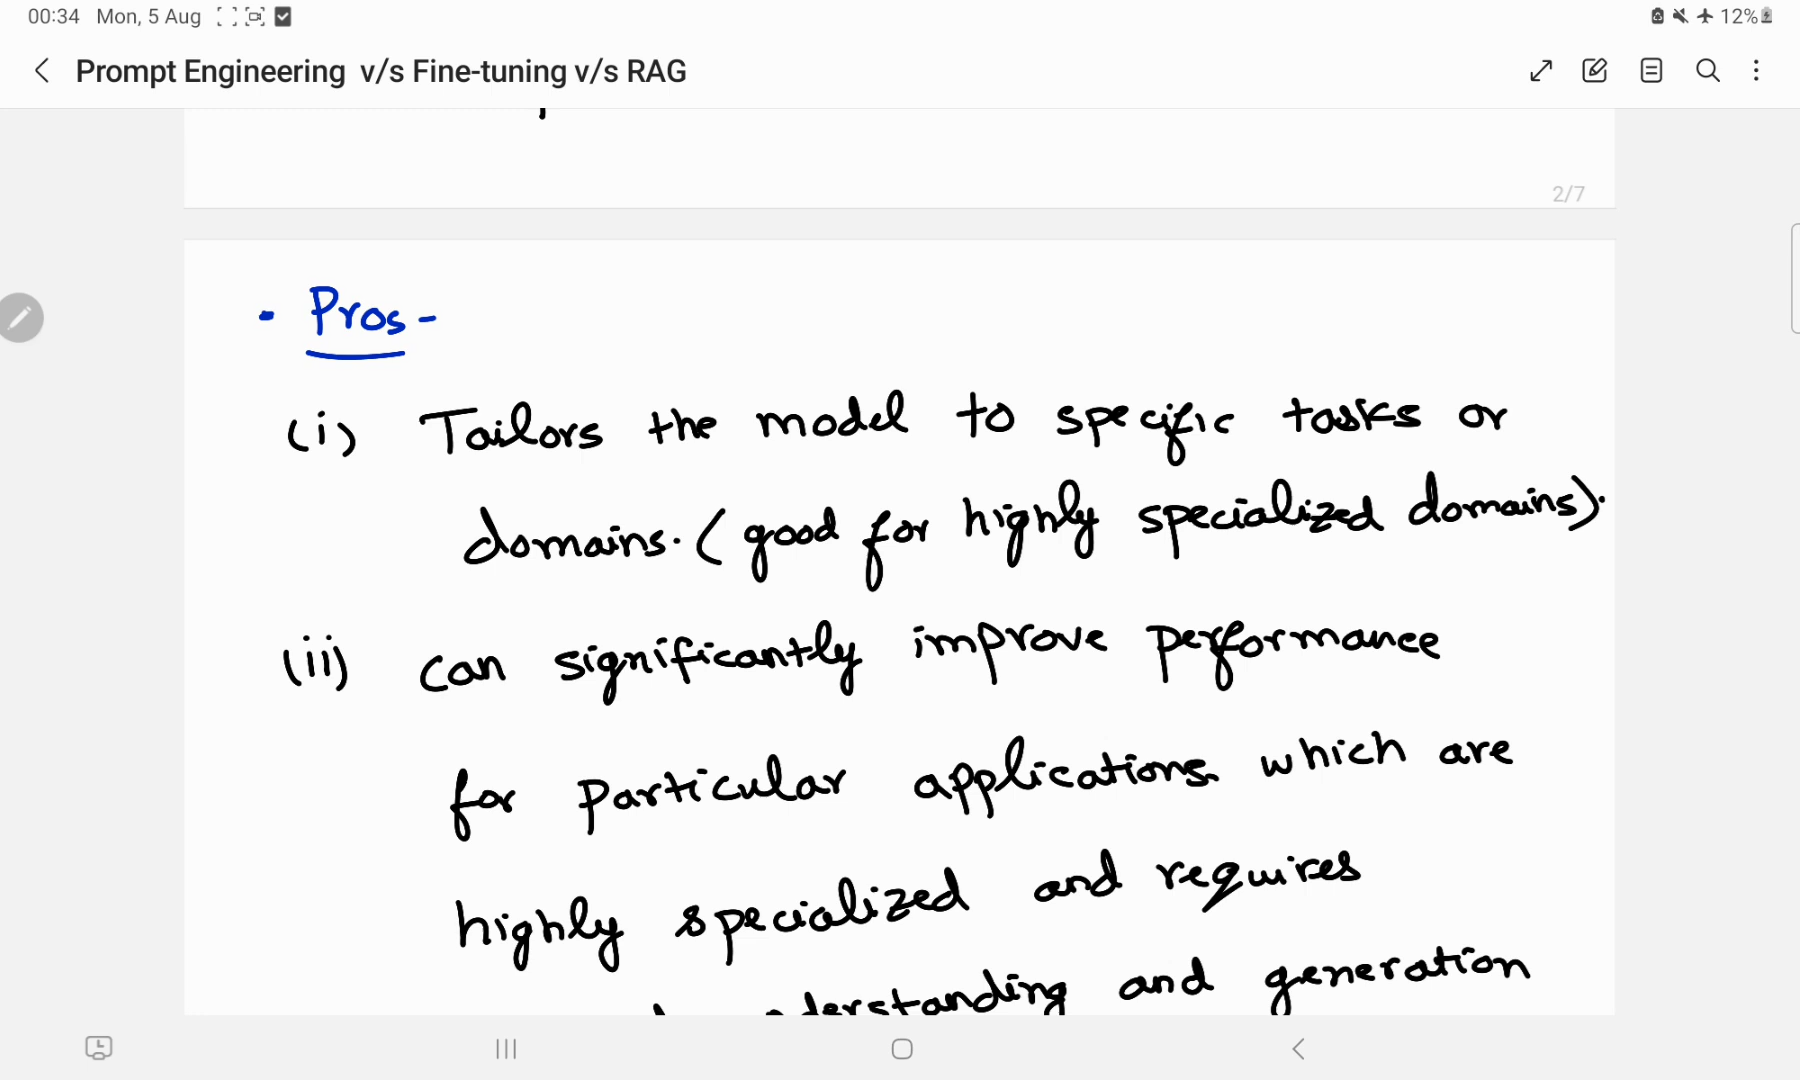 00:34 Mon, 5 Aug
12%
Prompt Engineering v/s Fine-tuning v/s RAG
2/7
• Pros -
(i) Tailors the model to specific tasks or
domains. (good for highly specialized domains).
(ii) can significantly improve performance
for particular applications which are
highly specialized and requires
and generation